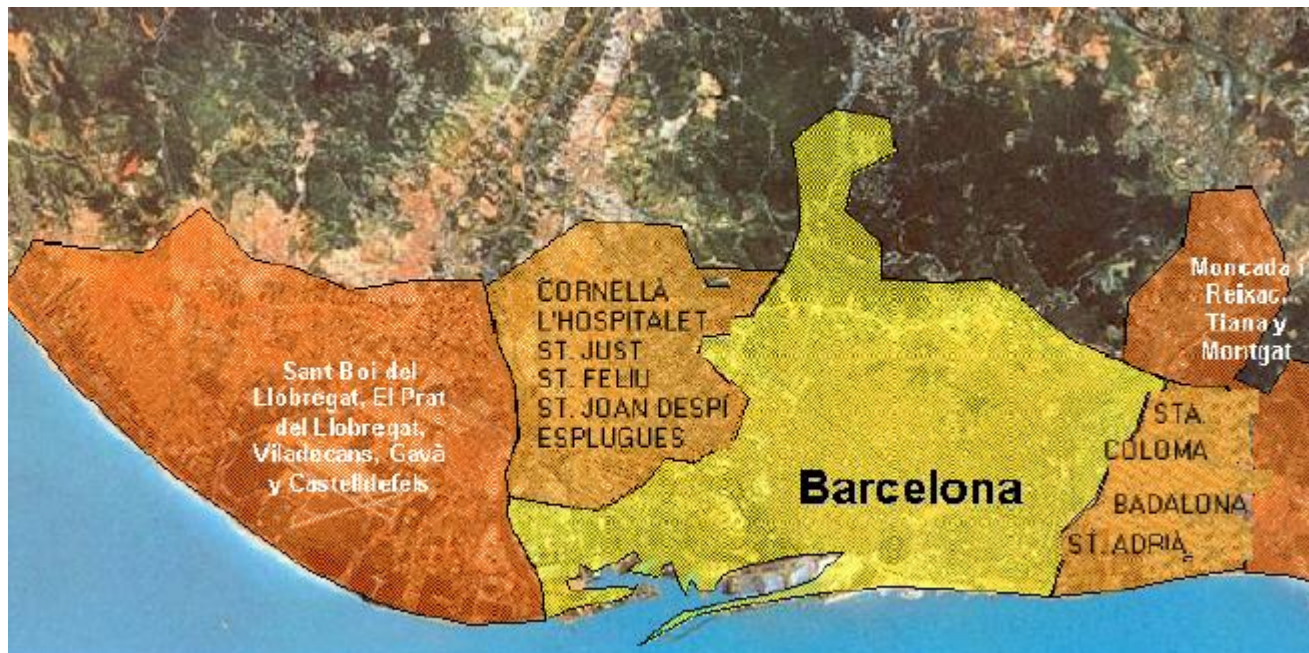 Sant Boi del
Llobregat, El Prat
del Llobregat,
Viladecans, Gavà
y Castelldefels
CORNELLÀ
L'HOSPITALET
ST. JUST
ST. FELIU
ST. JOAN DESPÍ
ESPLUGUES
Barcelona
Moncada i
Reixac,
Tiana y
Montgat
STA.
COLOMA
BADALONA
ST. ADRIÀ